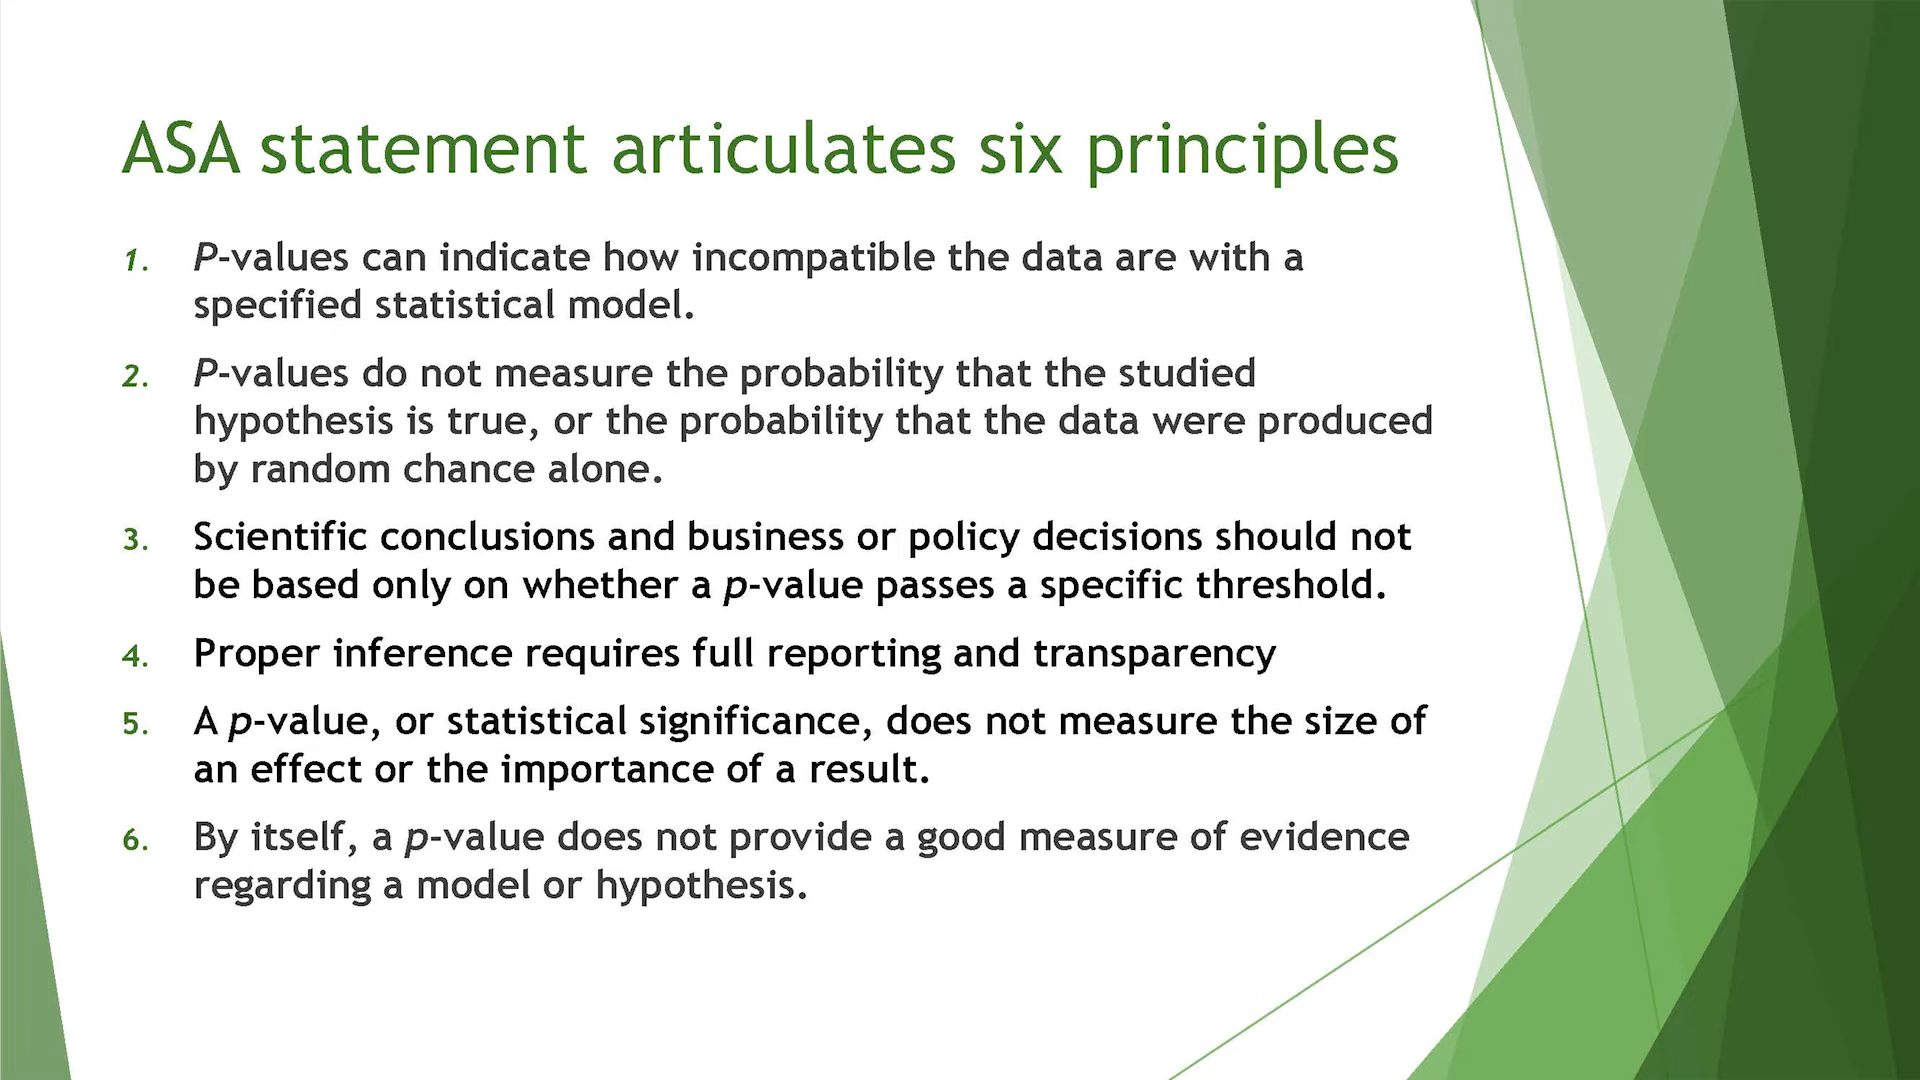 ASA statement articulates six principles
1. P-values can indicate how incompatible the data are with a
specified statistical model.
2. P-values do not measure the probability that the studied
hypothesis is true, or the probability that the data were produced
by random chance alone.
3. Scientific conclusions and business or policy decisions should not
be based only on whether a p-value passes a specific threshold.
4. Proper inference requires full reporting and transparency
5. A p-value, or statistical significance, does not measure the size of
an effect or the importance of a result.
6. By itself, a p-value does not provide a good measure of evidence
regarding a model or hypothesis.